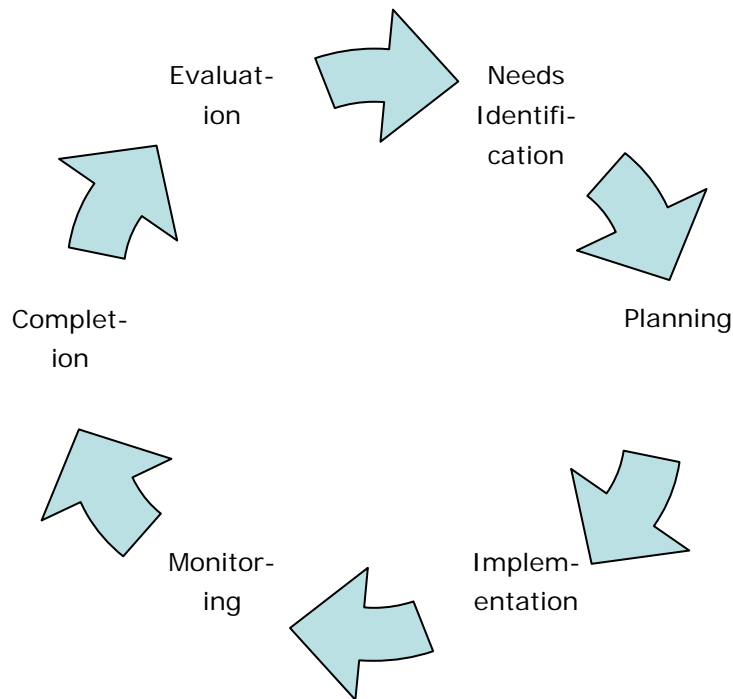 Evaluat-
ion
Needs
Identifi-
cation
Planning
Implem-
entation
Monitor-
ing
Complet-
ion